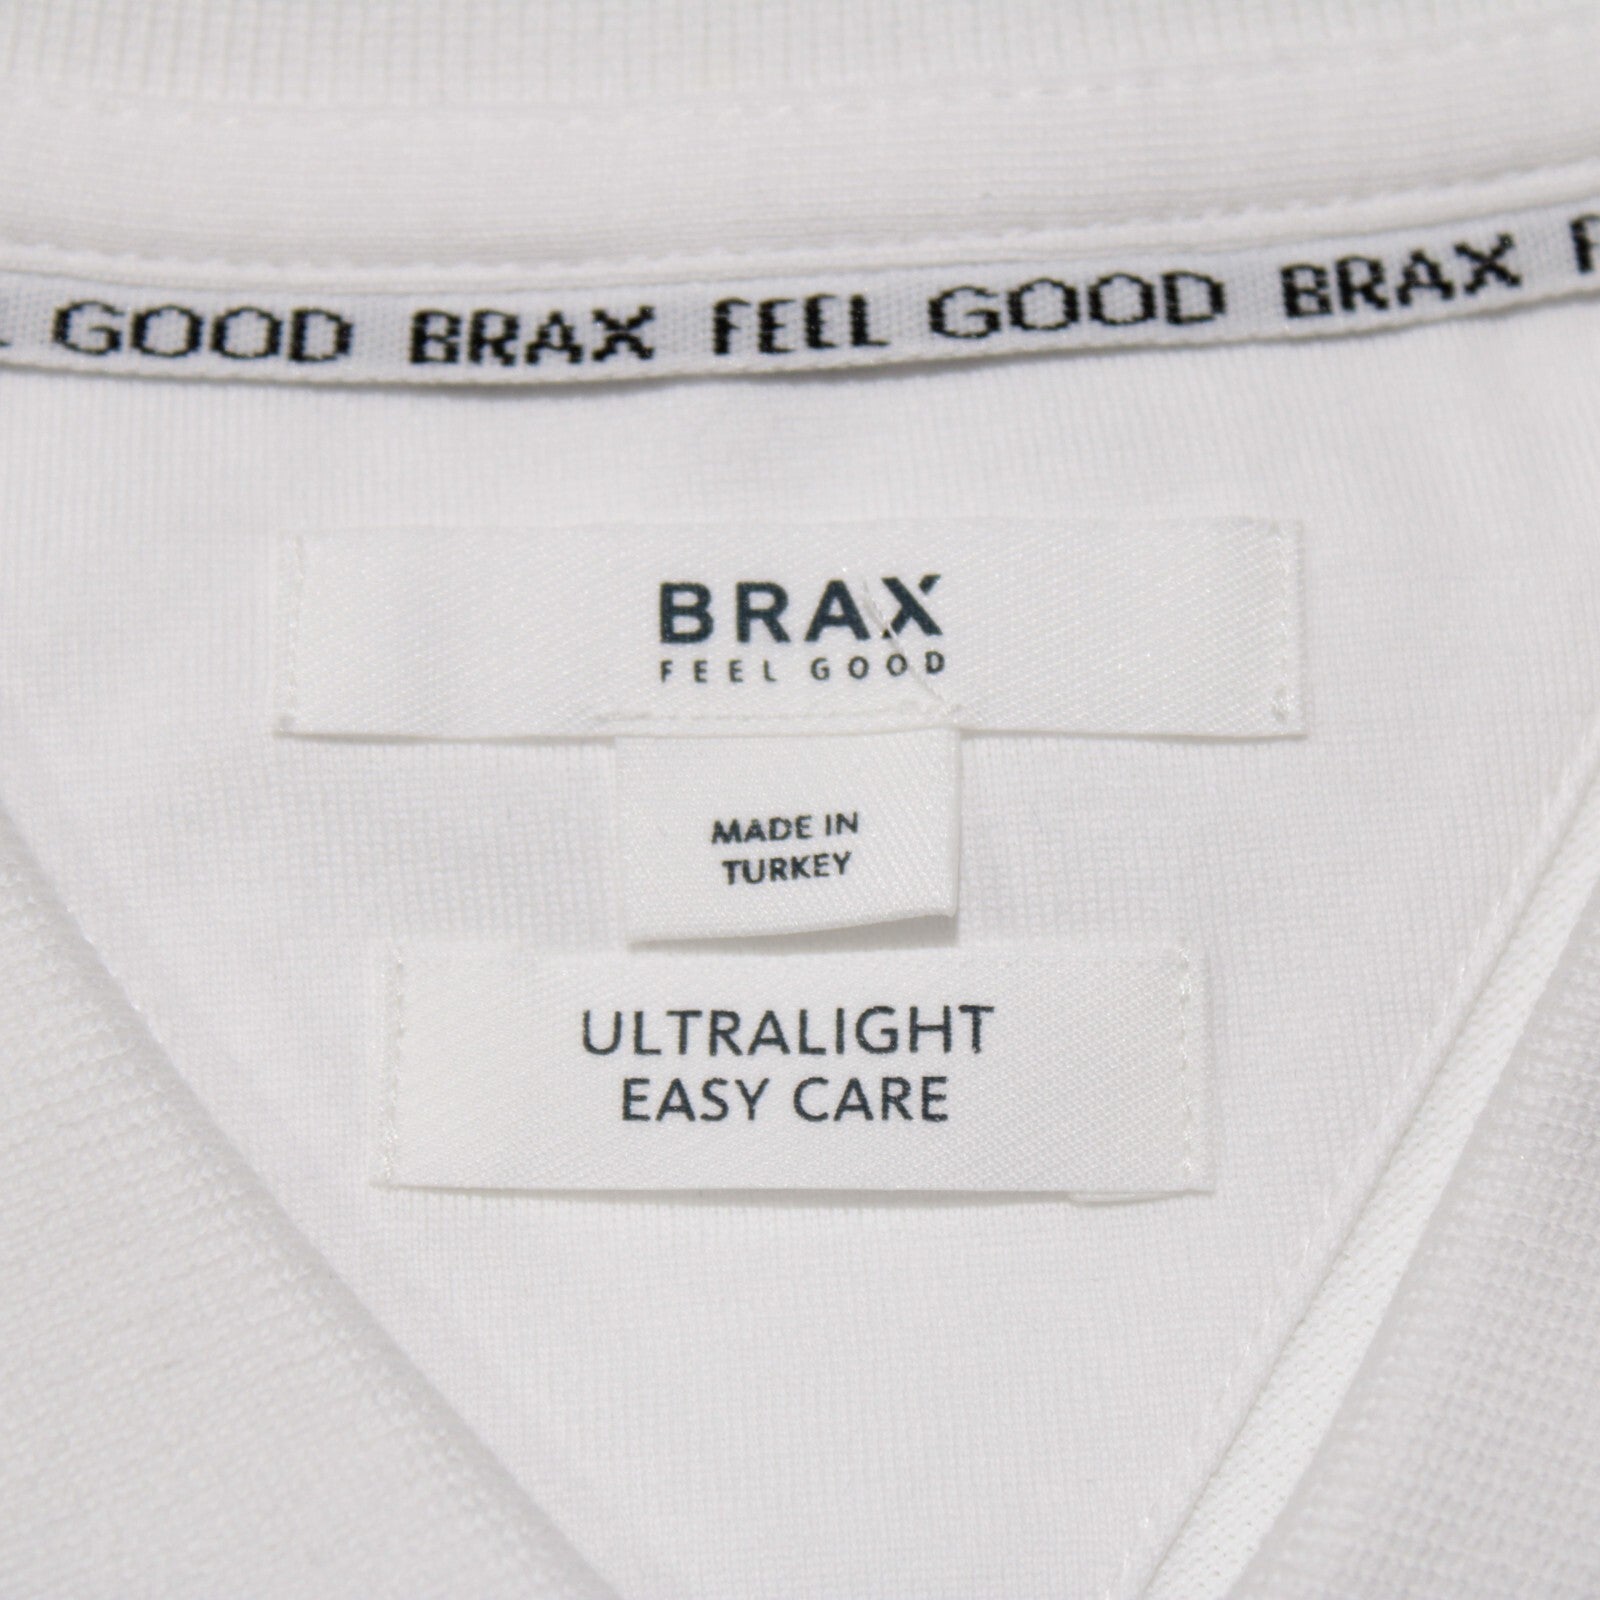 GOOD BRAX FEEL GOOD BRAX
BRAX
FEEL GOOD
MADE IN
TURKEY
ULTRALIGHT
EASY CARE